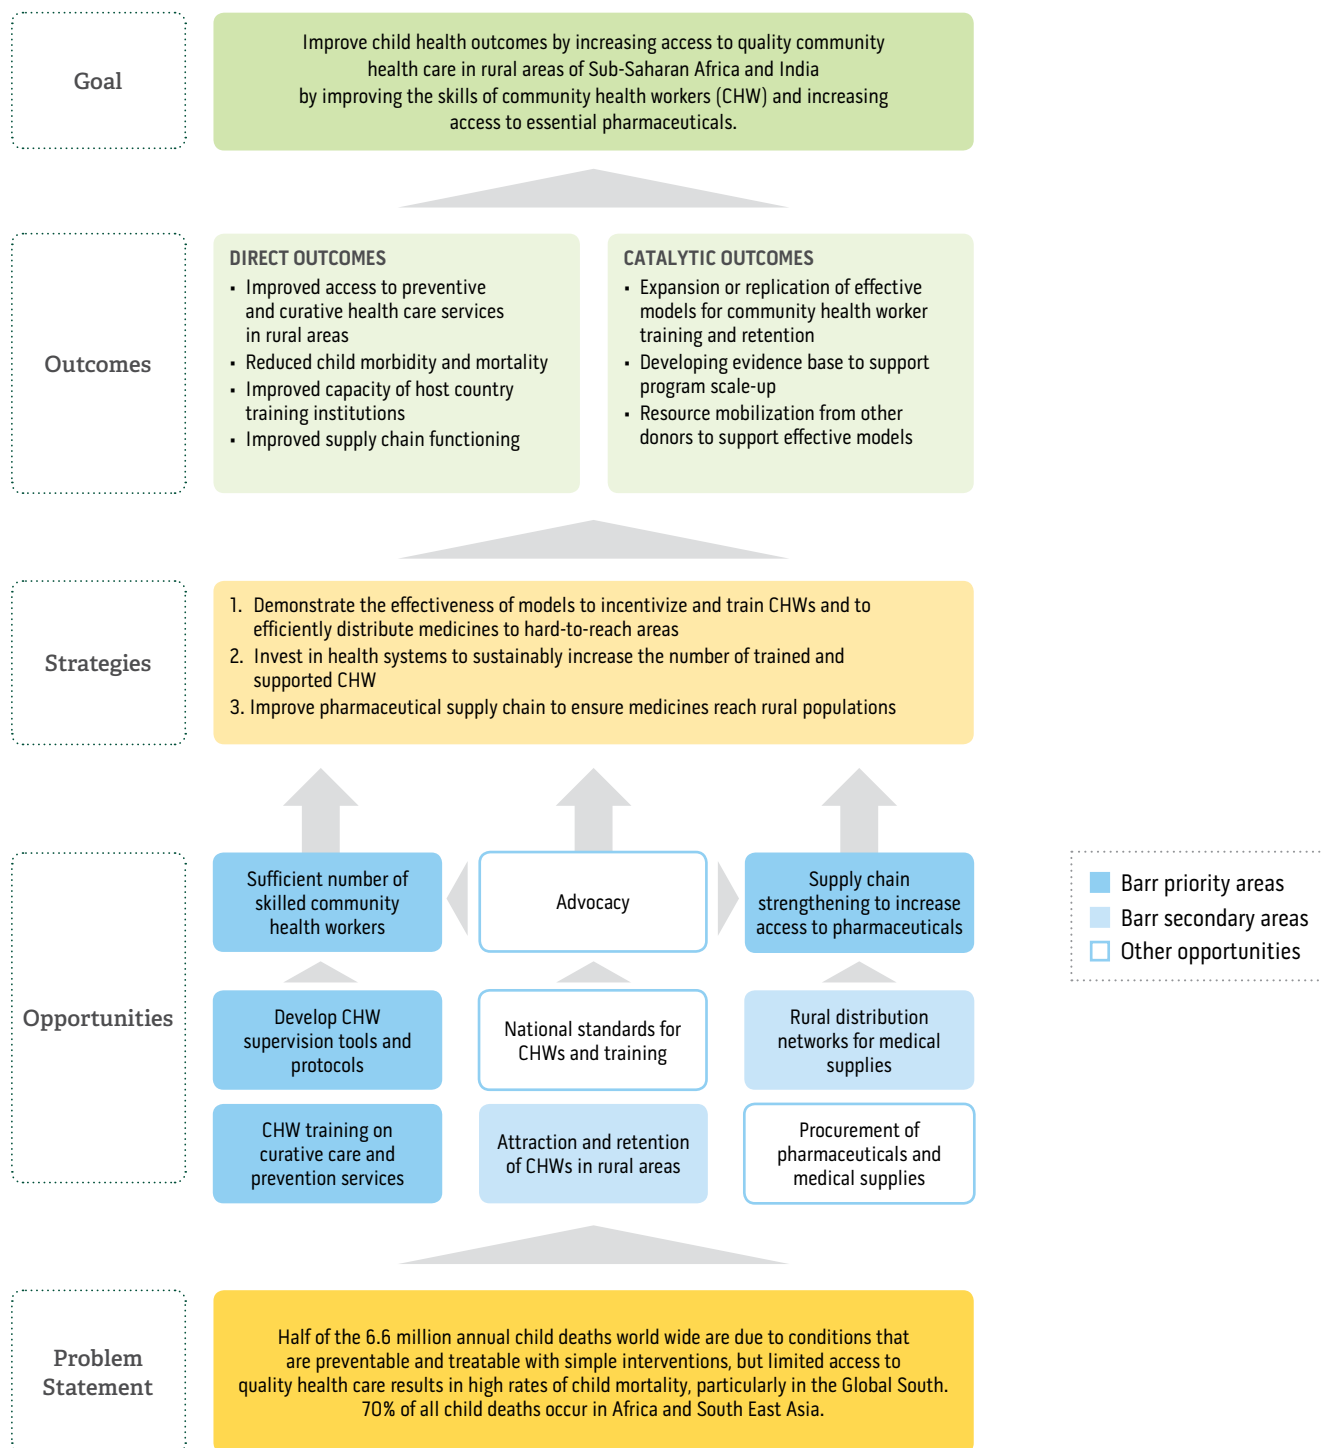 Goal
Improve child health outcomes by increasing access to quality community
health care in rural areas of Sub-Saharan Africa and India
by improving the skills of community health workers (CHW) and increasing
access to essential pharmaceuticals.
Outcomes
DIRECT OUTCOMES
▪ Improved access to preventive
and curative health care services
in rural areas
▪ Reduced child morbidity and mortality
▪ Improved capacity of host country
training institutions
▪ Improved supply chain functioning
CATALYTIC OUTCOMES
▪ Expansion or replication of effective
models for community health worker
training and retention
▪ Developing evidence base to support
program scale-up
▪ Resource mobilization from other
donors to support effective models
Strategies
1. Demonstrate the effectiveness of models to incentivize and train CHWs and to
efficiently distribute medicines to hard-to-reach areas
2. Invest in health systems to sustainably increase the number of trained and
supported CHW
3. Improve pharmaceutical supply chain to ensure medicines reach rural populations
Opportunities
Sufficient number of
skilled community
health workers
Advocacy
Supply chain
strengthening to increase
access to pharmaceuticals
Develop CHW
supervision tools and
protocols
National standards for
CHWs and training
Rural distribution
networks for medical
supplies
CHW training on
curative care and
prevention services
Attraction and retention
of CHWs in rural areas
Procurement of
pharmaceuticals and
medical supplies
Barr priority areas
Barr secondary areas
Other opportunities
Problem
Statement
Half of the 6.6 million annual child deaths world wide are due to conditions that
are preventable and treatable with simple interventions, but limited access to
quality health care results in high rates of child mortality, particularly in the Global South.
70% of all child deaths occur in Africa and South East Asia.